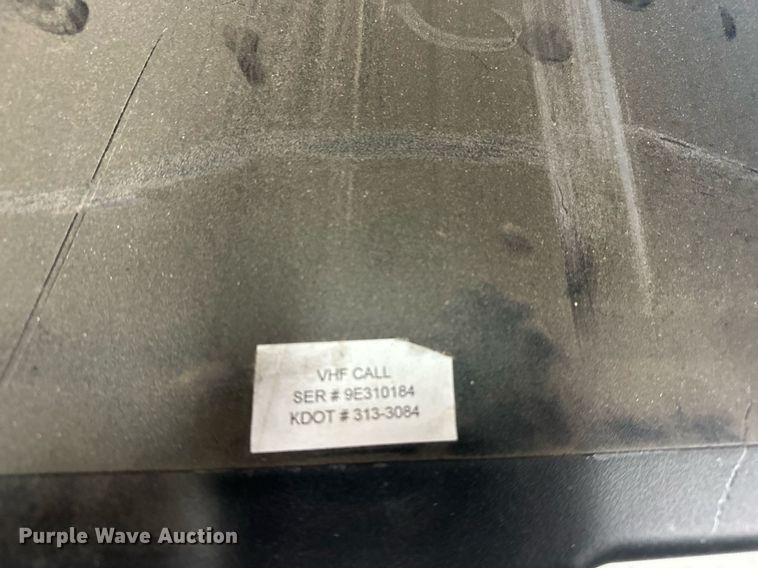 VHF CALL
SER # 9E310184
KDOT # 313-3084
Purple Wave Auction®